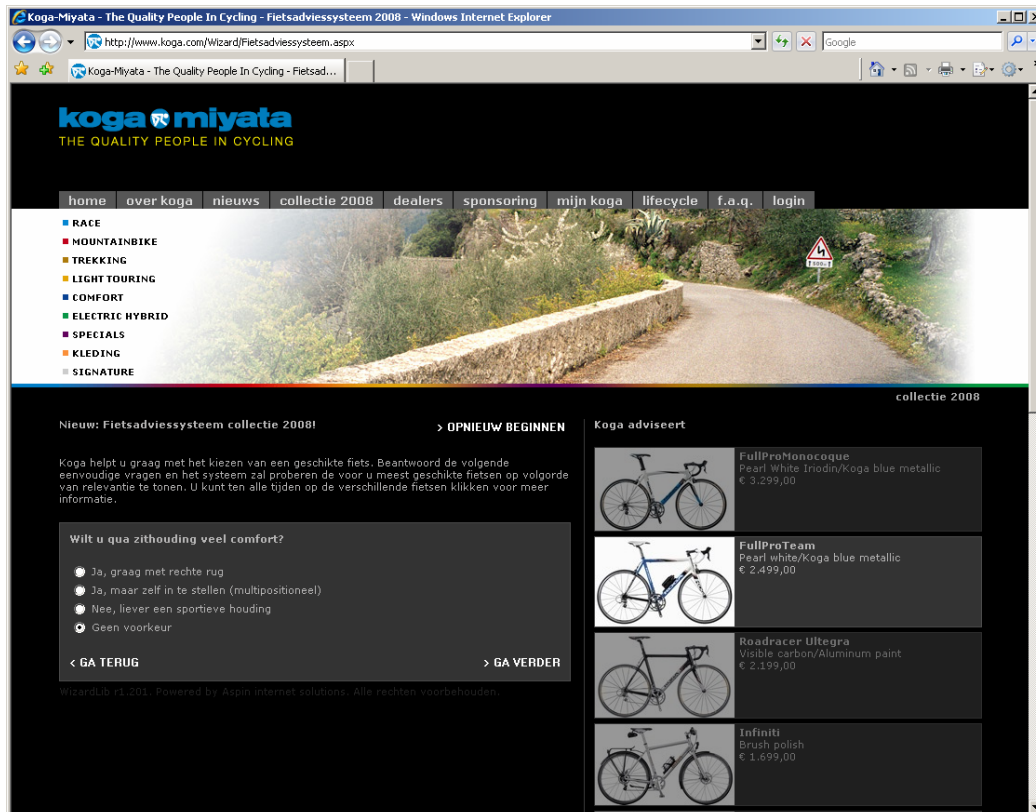 Koga-Miyata - The Quality People In Cycling - Fietsadviessysteem 2008 - Windows Internet Explorer
http://www.koga.com/Wizard/Fietsadviessysteem.aspx
Google
Koga-Miyata - The Quality People In Cycling - Fietsad...
koga miyata
THE QUALITY PEOPLE IN CYCLING
home over koga nieuws collectie 2008 dealers sponsoring mijn koga lifecycle f.a.q. login
RACE
MOUNTAINBIKE
TREKKING
LIGHT TOURING
COMFORT
ELECTRIC HYBRID
SPECIALS
KLEDING
SIGNATURE
collectie 2008
Nieuw: Fietsadviessysteem collectie 2008!
> OPNIEUW BEGINNEN
Koga helpt u graag met het kiezen van een geschikte fiets. Beantwoord de volgende
eenvoudige vragen en het systeem zal proberen de voor u meest geschikte fietsen op volgorde
van relevantie te tonen. U kunt ten alle tijden op de verschillende fietsen klikken voor meer
informatie.
Wilt u qua zithouding veel comfort?
Ja, graag met rechte rug
Ja, maar zelf in te stellen (multipositioneel)
Nee, liever een sportieve houding
Geen voorkeur
< GA TERUG
> GA VERDER
WizardLib r1.201. Powered by Aspin internet solutions. Alle rechten voorbehouden.
Koga adviseert
FullProMonocoque
Pearl White Iriodin/Koga blue metallic
€ 3.299,00
FullProTeam
Pearl white/Koga blue metallic
€ 2.499,00
Roadracer Ultegra
Visible carbon/Aluminum paint
€ 2.199,00
Infiniti
Brush polish
€ 1.699,00